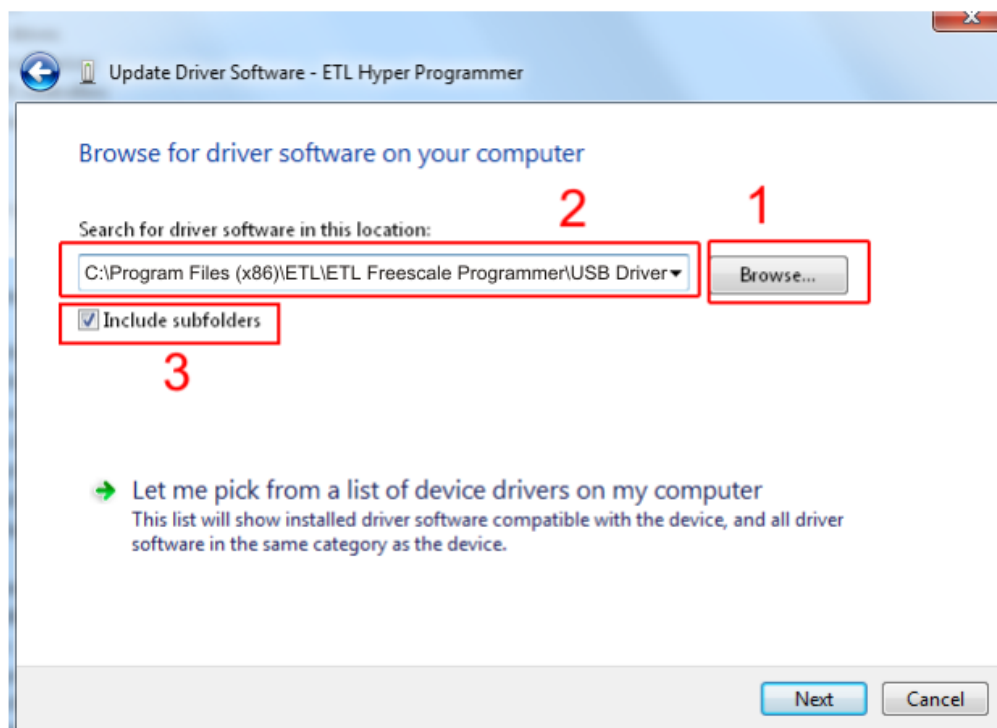 Update Driver Software - ETL Hyper Programmer
Browse for driver software on your computer
2
1
Search for driver software in this location:
C:\Program Files (x86)\ETL\ETL Freescale Programmer\USB Driver
Browse...
Include subfolders
3
Let me pick from a list of device drivers on my computer
This list will show installed driver software compatible with the device, and all driver
software in the same category as the device.
Next
Cancel